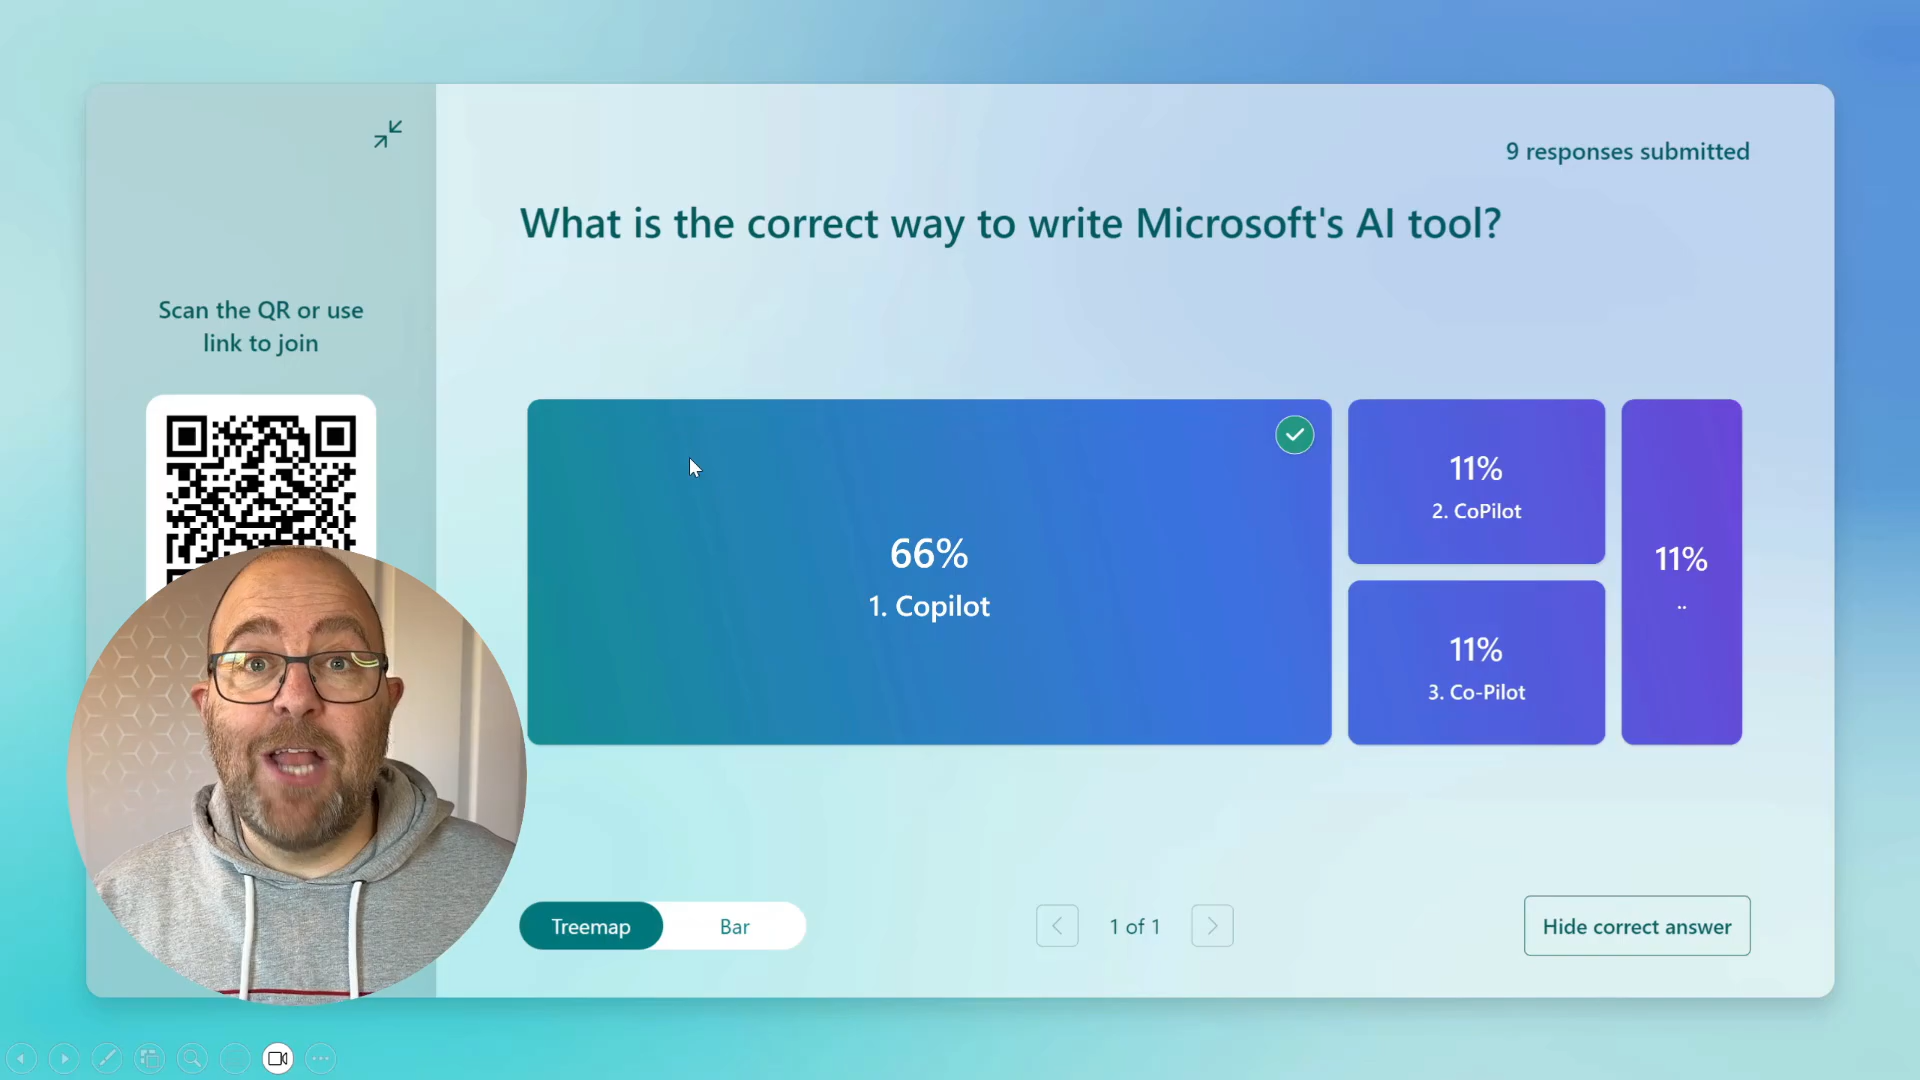 9 responses submitted
What is the correct way to write Microsoft's AI tool?
Scan the QR or use
link to join
66%
1. Copilot
11%
2. CoPilot
11%
3. Co-Pilot
11%
..
Treemap
Bar
1 of 1
Hide correct answer